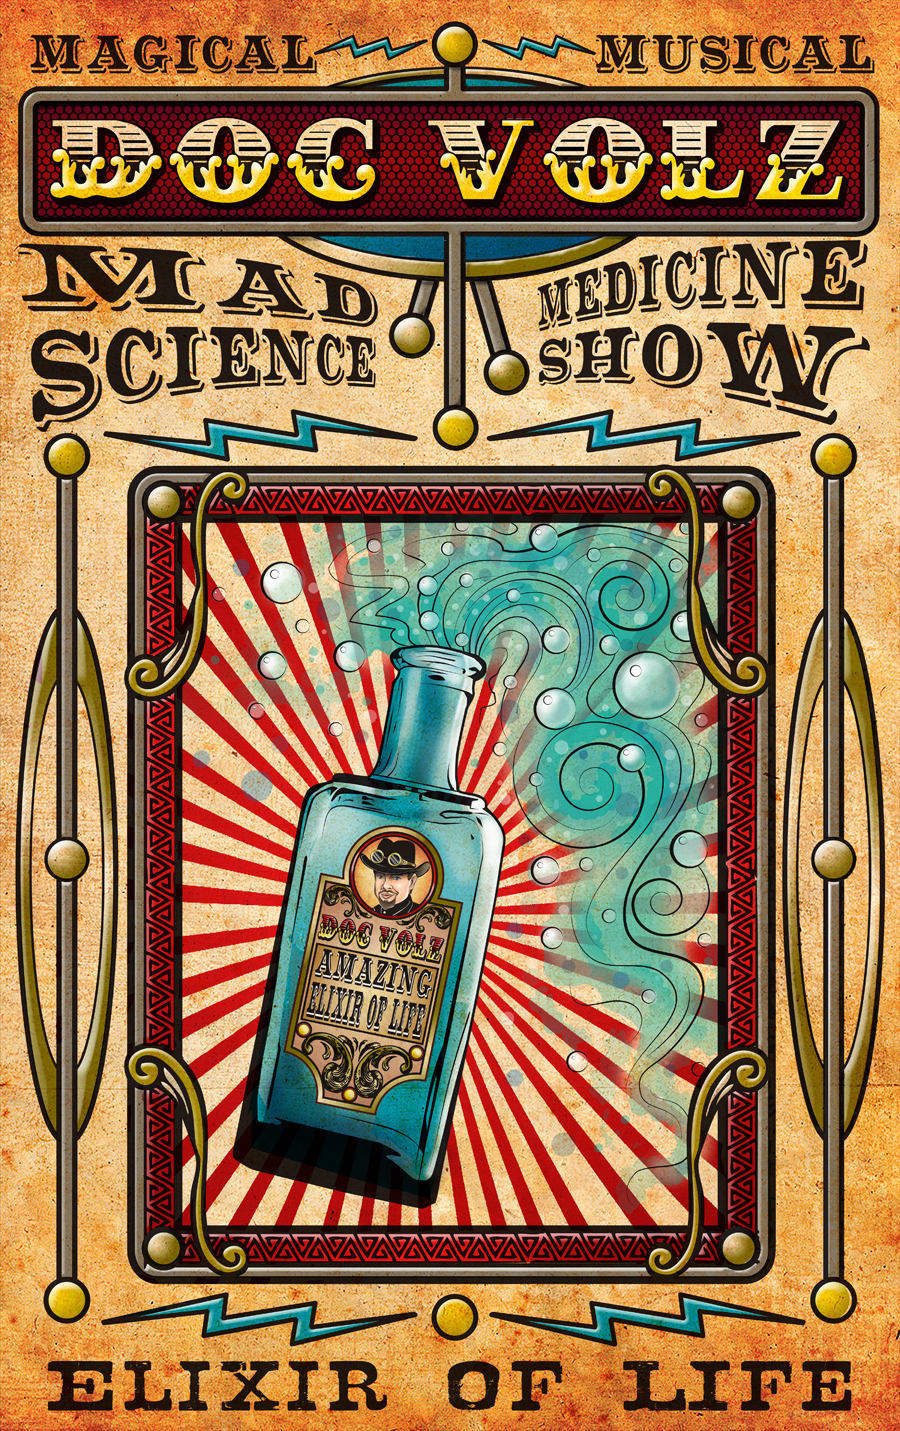 MAGICAL MUSICAL
DOC VOLZ
MAD SCIENCE
MEDICINE SHOW
DOC VOLZ
AMAZING
ELIXIR OF LIFE
ELIXIR OF LIFE